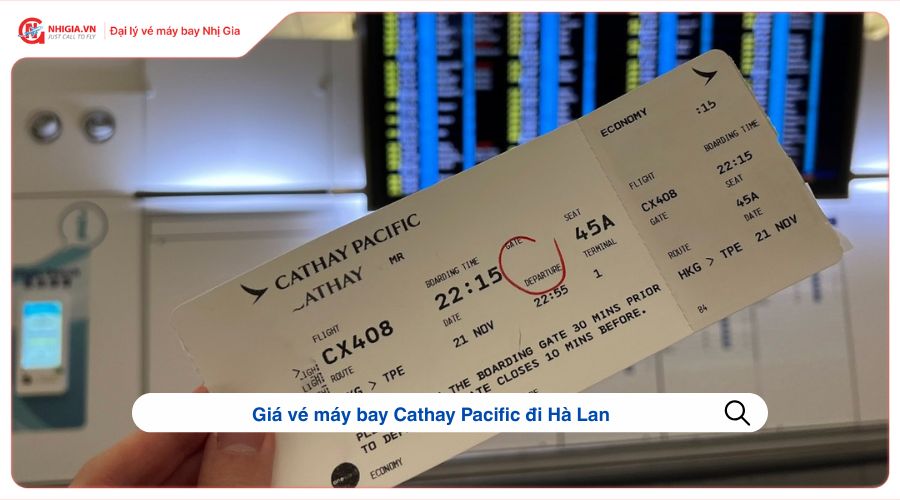 NHIGIA.VN
JUST CALL TO FLY
Đại lý vé máy bay Nhị Gia
ECONOMY
:15
BOARDING TIME
22:15
FLIGHT
CX408
SEAT
45A
GATE
DATE
21 NOV
ROUTE
HKG > TPE
84
CATHAY PACIFIC
ATHAY
MR
BOARDING TIME
22:15
GATE
SEAT
45A
FLIGHT
CX408
DATE
21 NOV
DEPARTURE
22:55
TERMINAL
1
ROUTE
> TPE
THE BOARDING GATE 30 MINS PRIOR
CLOSES 10 MINS BEFORE.
TO
ECONOMY
Giá vé máy bay Cathay Pacific đi Hà Lan